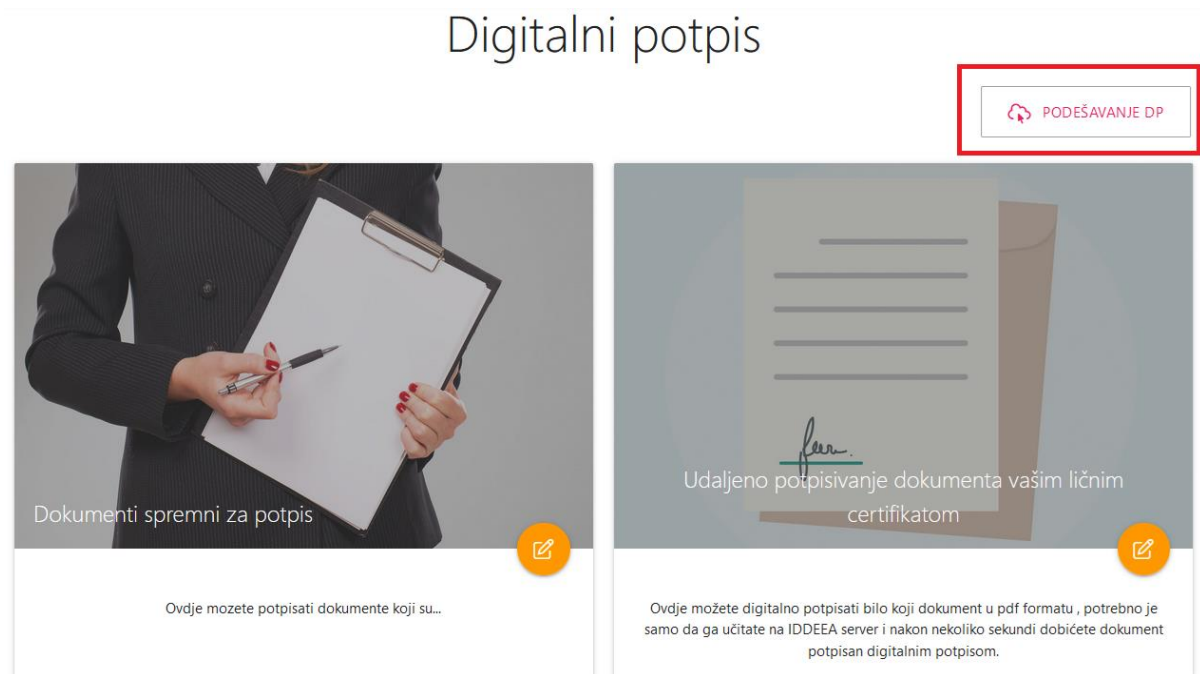 Digitalni potpis
PODEŠAVANJE DP
Dokumenti spremni za potpis
Udaljeno potpisivanje dokumenta vašim ličnim
certifikatom
Ovdje mozete potpisati dokumente koji su...
Ovdje možete digitalno potpisati bilo koji dokument u pdf formatu , potrebno je
samo da ga učitate na IDDEEA server i nakon nekoliko sekundi dobićete dokument
potpisan digitalnim potpisom.